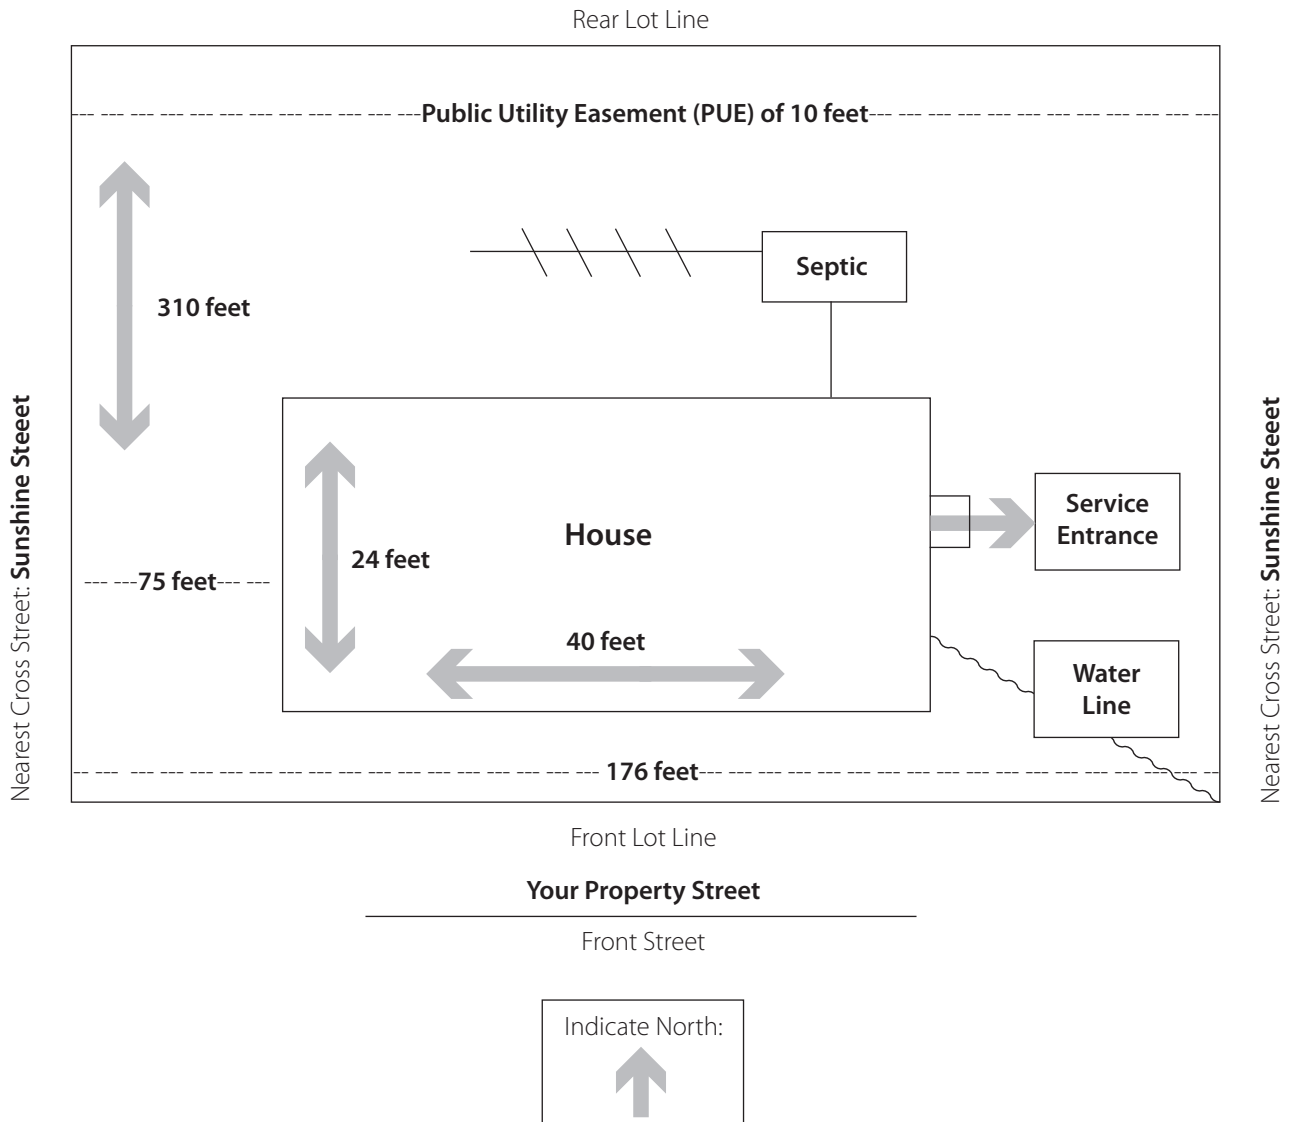 Rear Lot Line
Public Utility Easement (PUE) of 10 feet
Septic
310 feet
Nearest Cross Street: Sunshine Steeet
Nearest Cross Street: Sunshine Steeet
Service
Entrance
House
24 feet
75 feet
40 feet
Water
Line
176 feet
Front Lot Line
Your Property Street
Front Street
Indicate North: